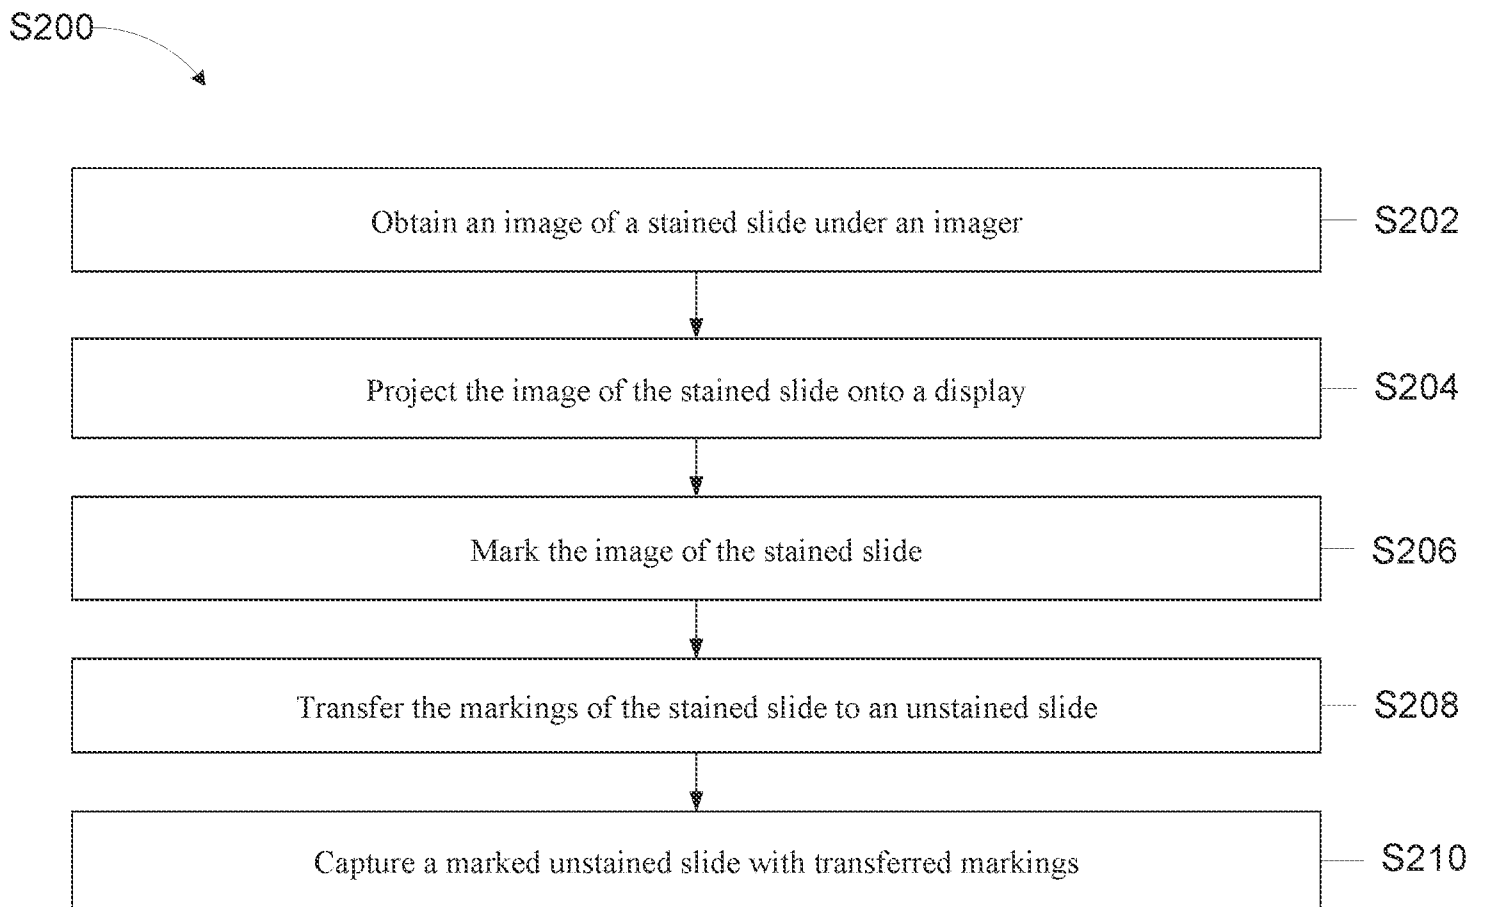 S200
Obtain an image of a stained slide under an imager
S202
Project the image of the stained slide onto a display
S204
Mark the image of the stained slide
S206
Transfer the markings of the stained slide to an unstained slide
S208
Capture a marked unstained slide with transferred markings
S210